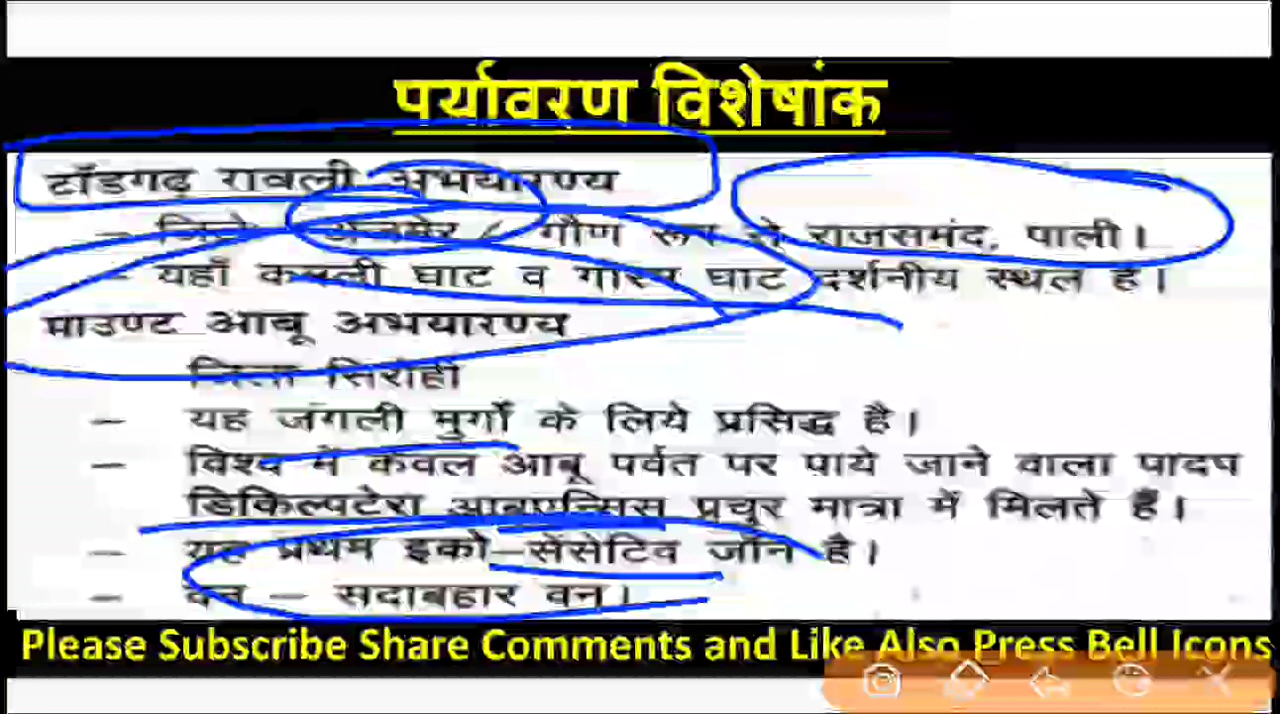 पर्यावरण विशेषांक
टॉडगढ़ रावली अभयारण्य
– जिले अजमेर / गौण रूप से राजसमंद, पाली।
– यहाँ कमली घाट व गोरम घाट दर्शनीय स्थल है।
माउण्ट आबू अभयारण्य
जिला सिरोही
– यह जंगली मुर्गों के लिये प्रसिद्ध है।
– विश्व में केवल आबू पर्वत पर पाये जाने वाला पादप
डिकिल्पटेरा आबूएन्सिस प्रचूर मात्रा में मिलते हैं।
– यह प्रथम इको–सेंसेटिव जॉन है।
– वन – सदाबहार वन।
Please Subscribe Share Comments and Like Also Press Bell Icons